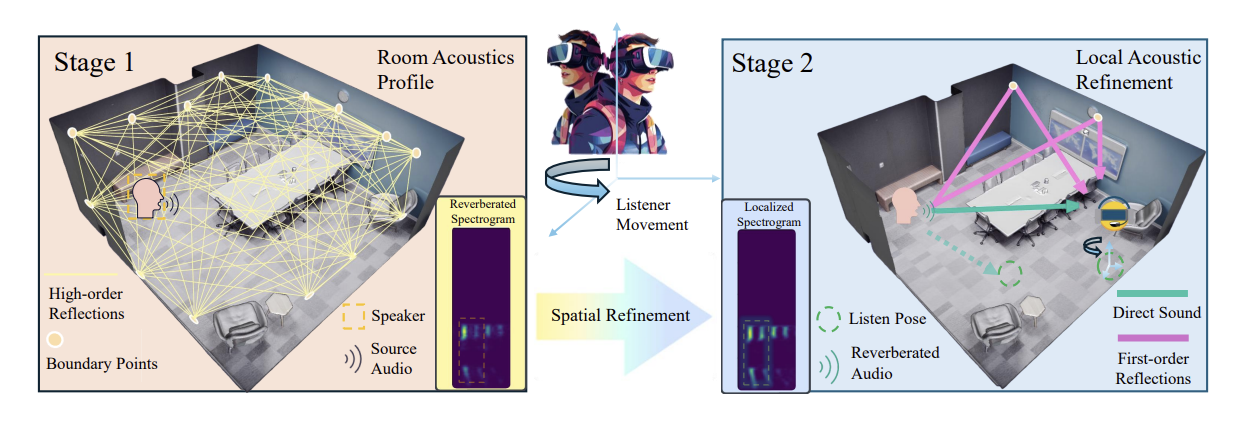 Stage 1
Room Acoustics
Profile
High-order
Reflections
Boundary Points
Speaker
Source
Audio
Reverberated
Spectrogram
Listener
Movement
Spatial Refinement
Stage 2
Local Acoustic
Refinement
Localized
Spectrogram
Listen Pose
Reverberated
Audio
Direct Sound
First-order
Reflections